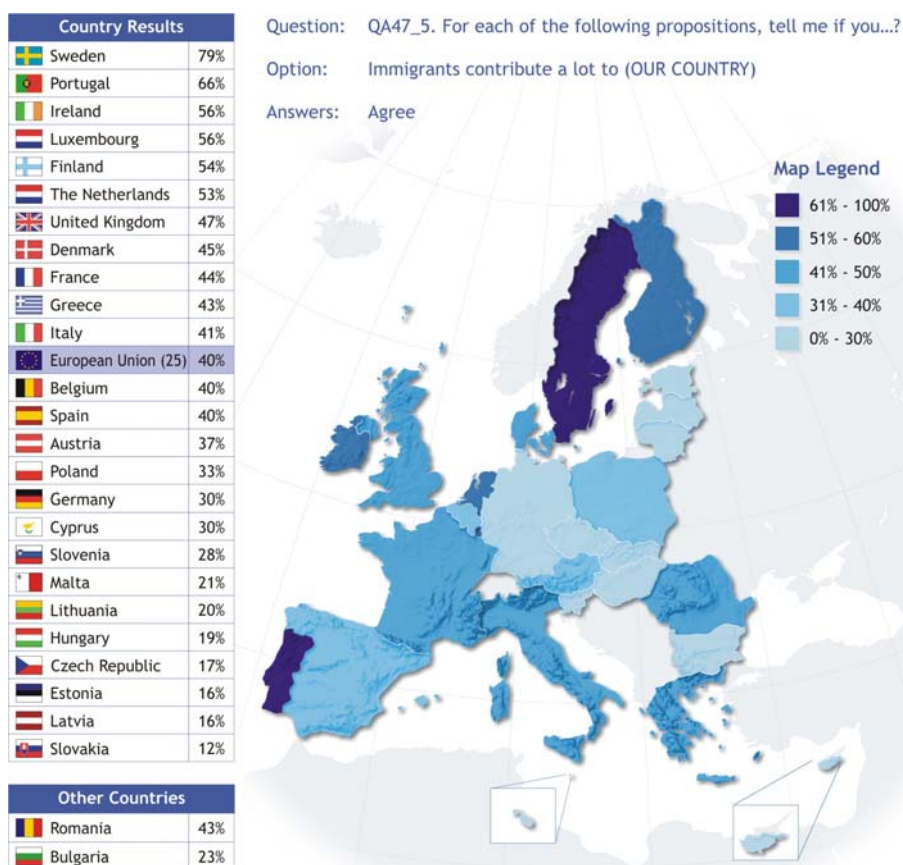 Country Results
Sweden 79%
Portugal 66%
Ireland 56%
Luxembourg 56%
Finland 54%
The Netherlands 53%
United Kingdom 47%
Denmark 45%
France 44%
Greece 43%
Italy 41%
European Union (25) 40%
Belgium 40%
Spain 40%
Austria 37%
Poland 33%
Germany 30%
Cyprus 30%
Slovenia 28%
Malta 21%
Lithuania 20%
Hungary 19%
Czech Republic 17%
Estonia 16%
Latvia 16%
Slovakia 12%
Other Countries
Romania 43%
Bulgaria 23%
Question: QA47_5. For each of the following propositions, tell me if you...?
Option: Immigrants contribute a lot to (OUR COUNTRY)
Answers: Agree
Map Legend
61% - 100%
51% - 60%
41% - 50%
31% - 40%
0% - 30%